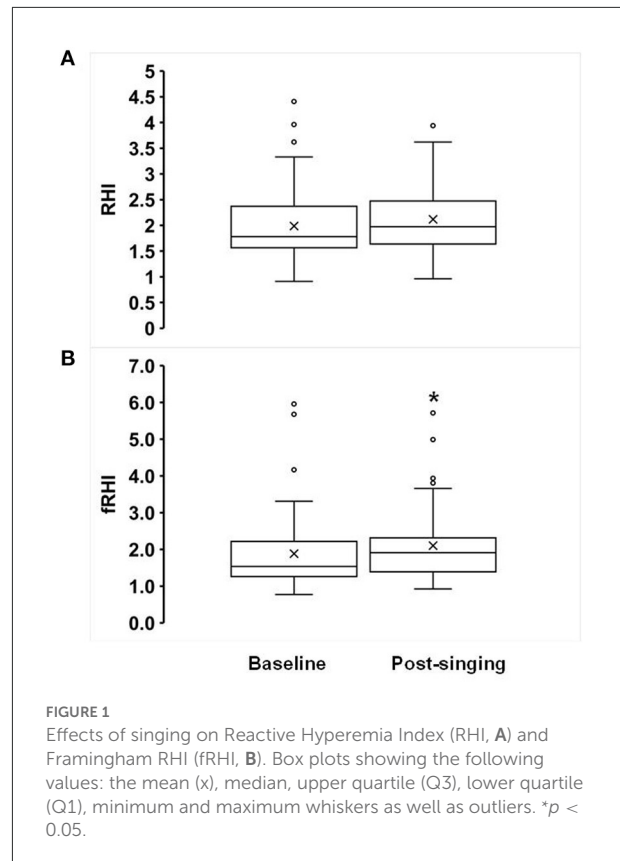 A
5
4.5
4
3.5
3
2.5
2
1.5
1
0.5
0
RHI
B
7.0
6.0
5.0
4.0
3.0
2.0
1.0
0.0
fRHI
*
Baseline Post-singing
FIGURE 1
Effects of singing on Reactive Hyperemia Index (RHI, A) and
Framingham RHI (fRHI, B). Box plots showing the following
values: the mean (x), median, upper quartile (Q3), lower quartile
(Q1), minimum and maximum whiskers as well as outliers. *p <
0.05.